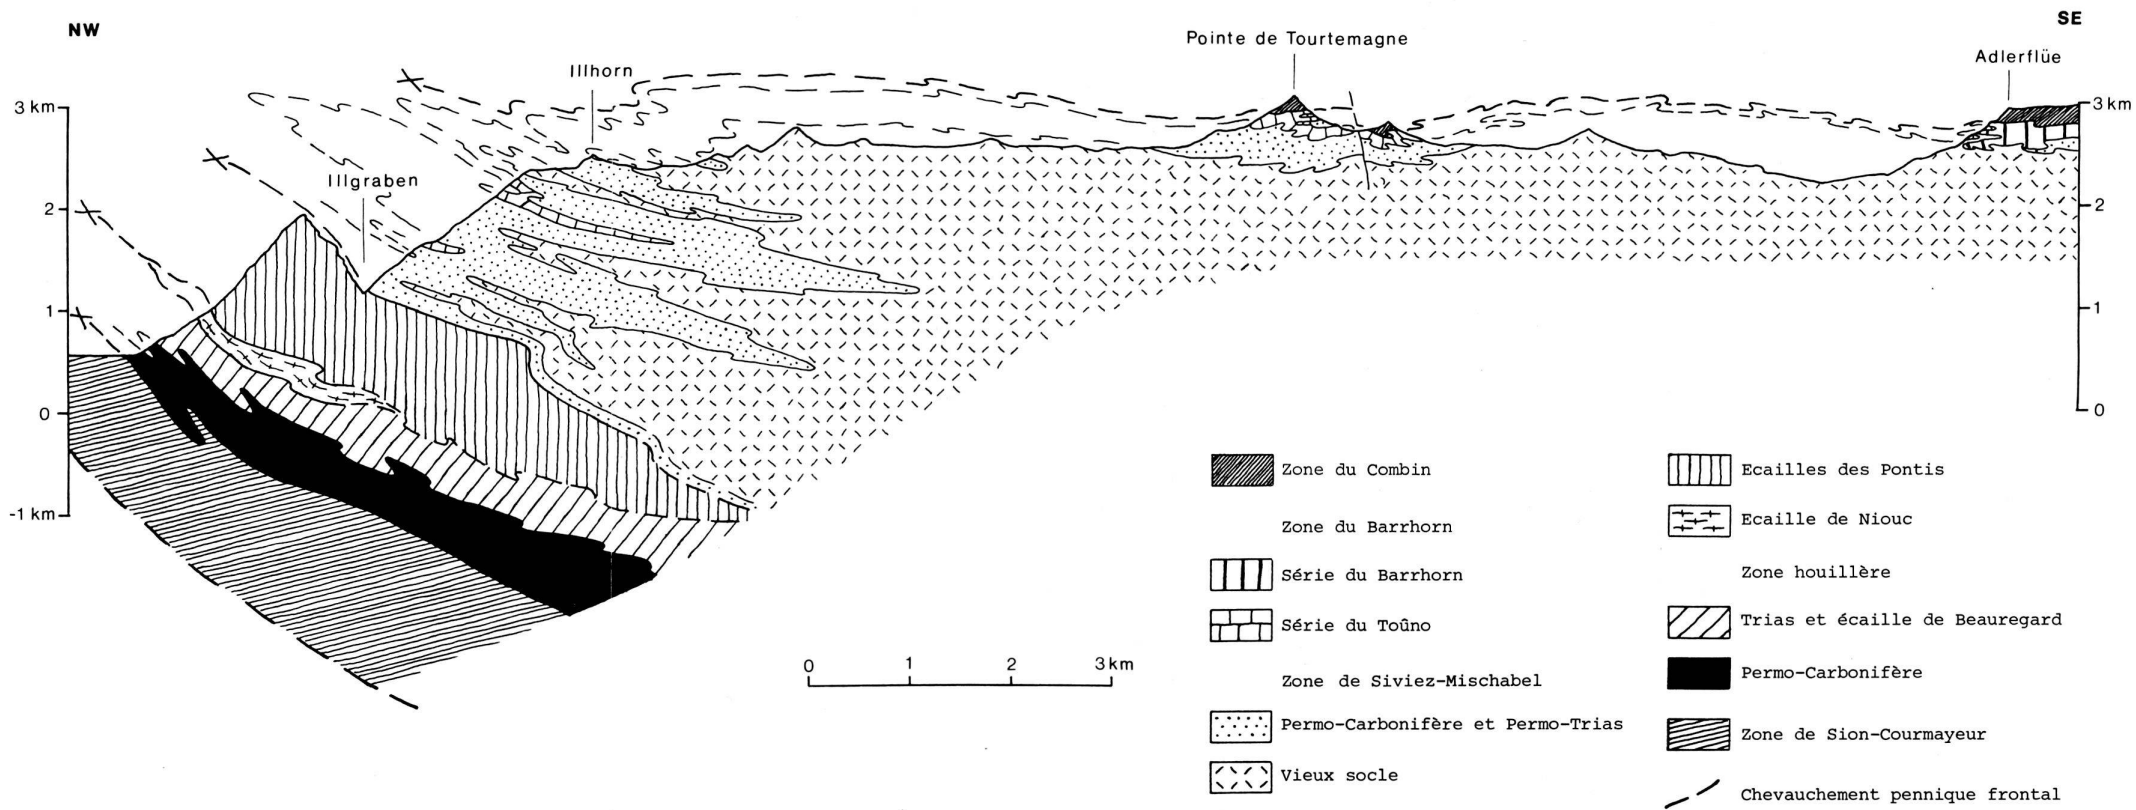 NW
SE
Pointe de Tourtemagne
Adlerflüe
Illhorn
3 km
3 km
Illgraben
2
2
1
1
0
0
-1 km
Zone du Combin
Ecailles des Pontis
Zone du Barrhorn
Ecaille de Niouc
Série du Barrhorn
Zone houillère
Série du Toûno
Trias et écaille de Beauregard
0 1 2 3 km
Zone de Siviez-Mischabel
Permo-Carbonifère
Permo-Carbonifère et Permo-Trias
Zone de Sion-Courmayeur
Vieux socle
Chevauchement pennique frontal